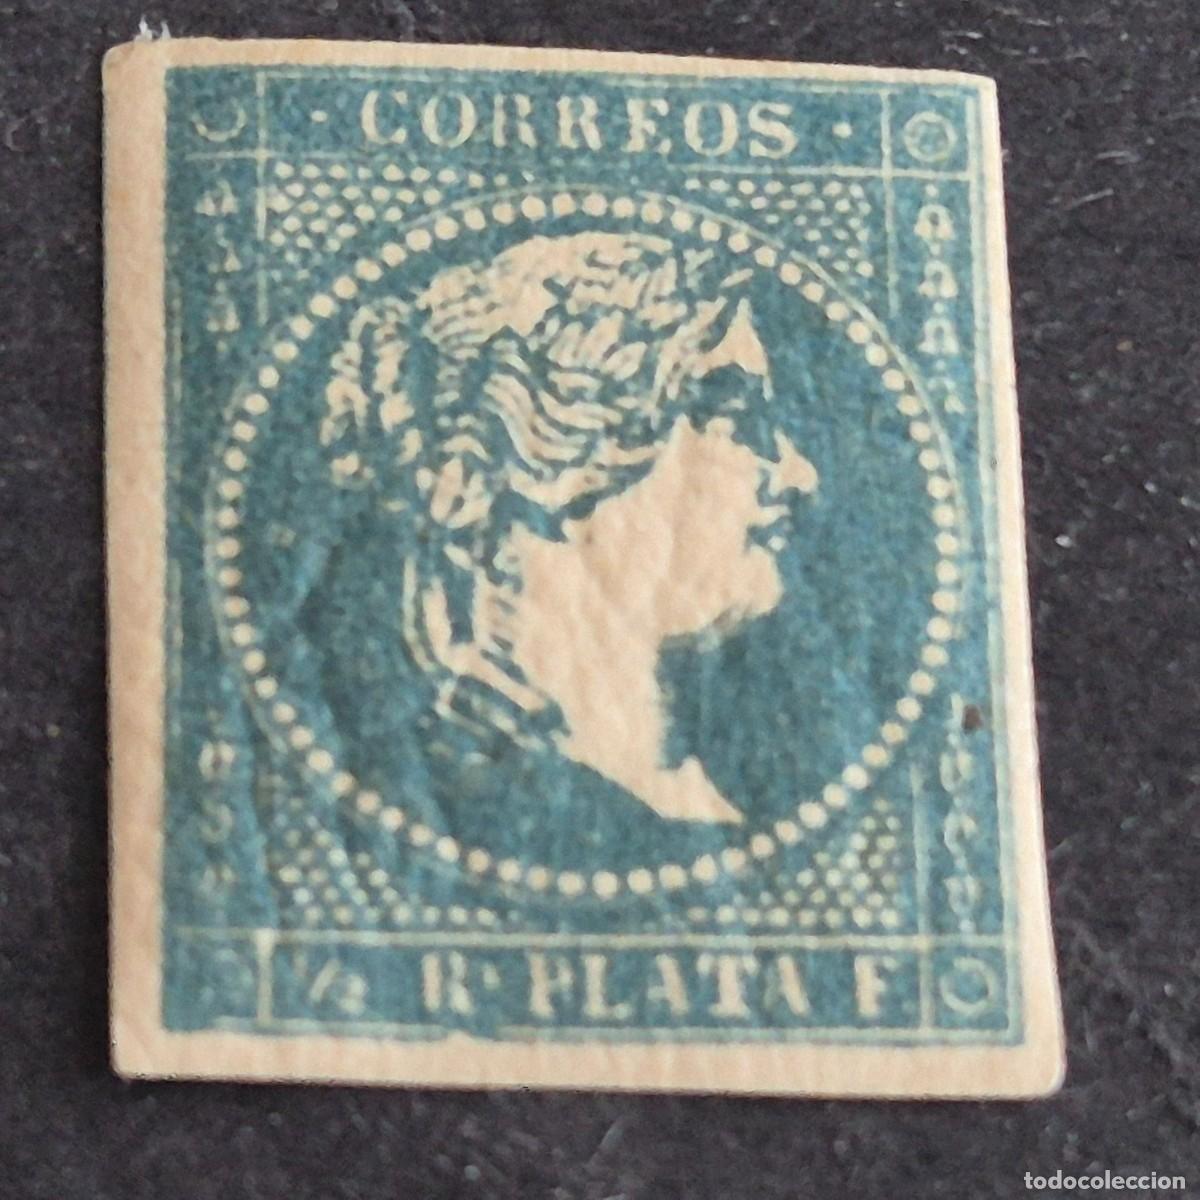 · CORREOS ·
½ Rˢ PLATA F.
todocoleccion